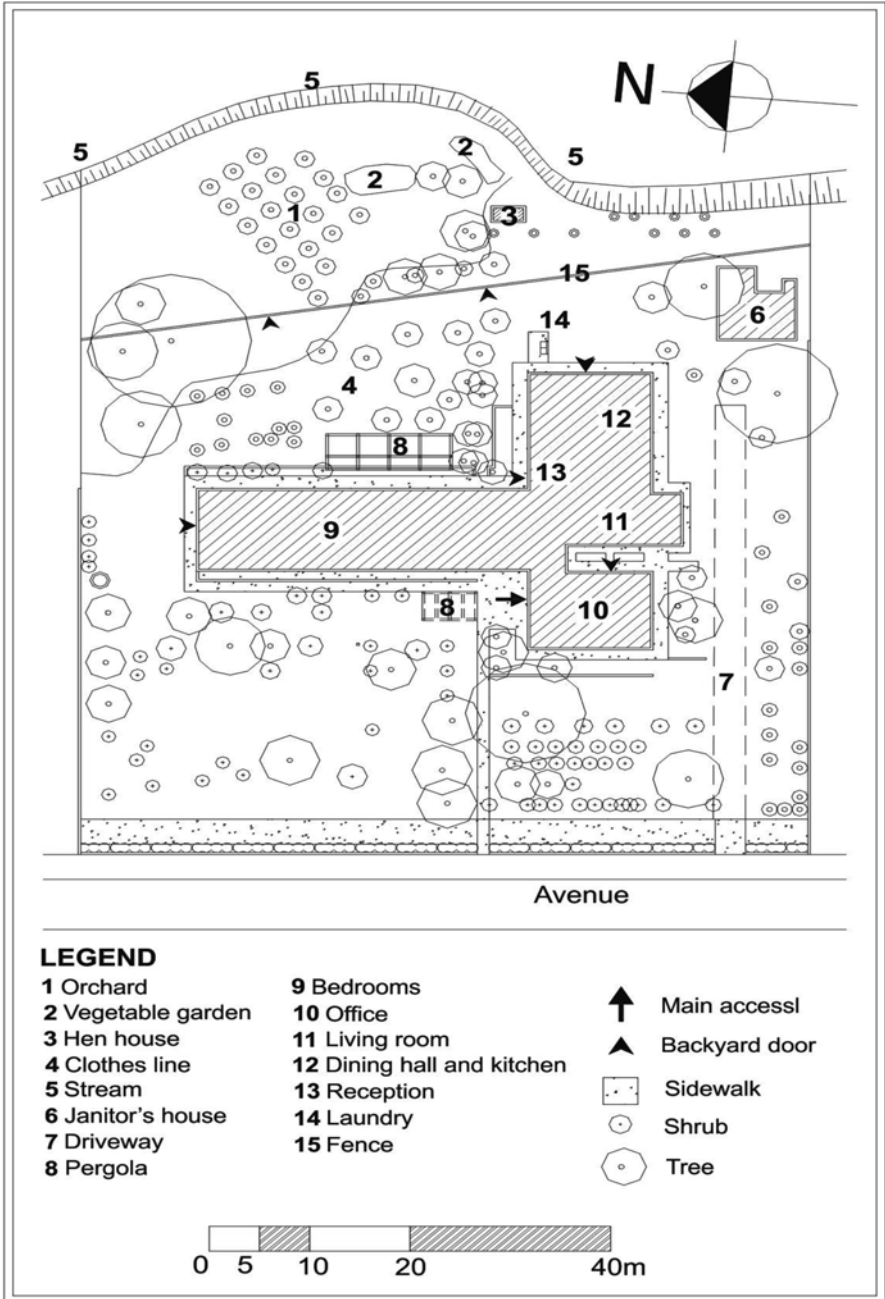 5
N
5
2
5
2
1
3
15
14
6
4
12
8
13
9
11
8
10
7
Avenue
LEGEND
1 Orchard
2 Vegetable garden
3 Hen house
4 Clothes line
5 Stream
6 Janitor's house
7 Driveway
8 Pergola
9 Bedrooms
10 Office
11 Living room
12 Dining hall and kitchen
13 Reception
14 Laundry
15 Fence
Main accessl
Backyard door
Sidewalk
Shrub
Tree
0 5 10 20 40m